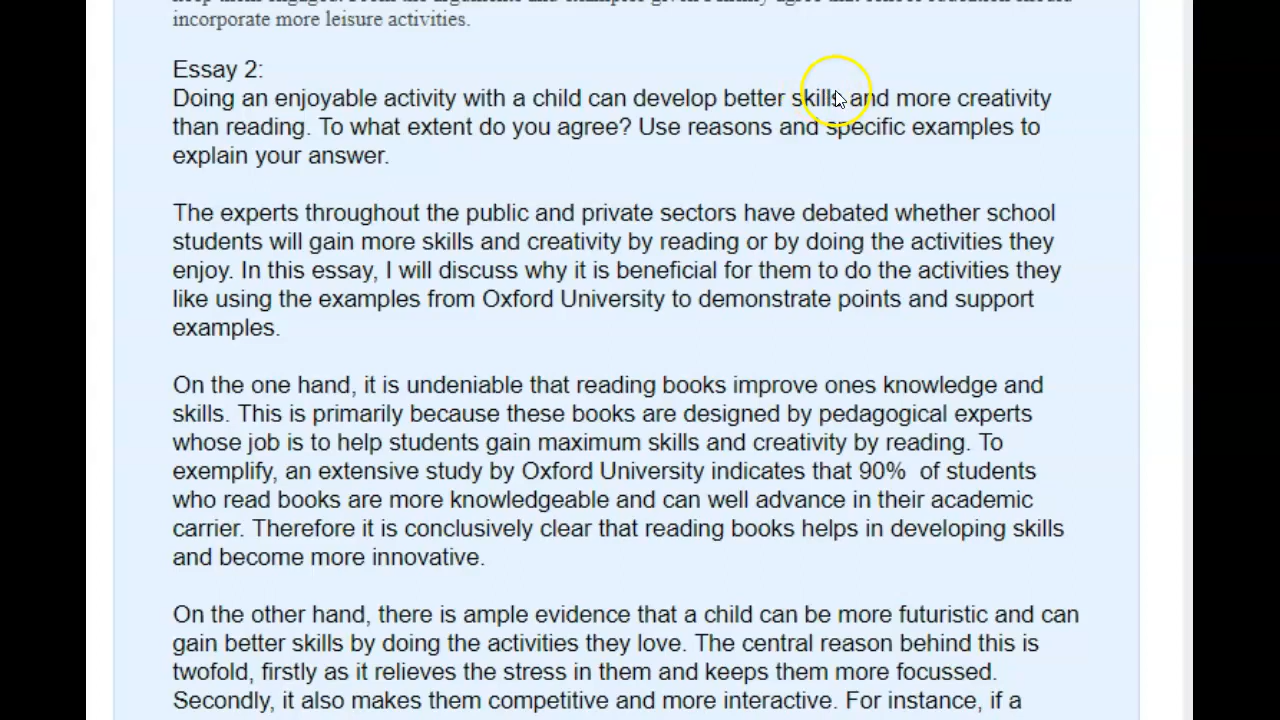 incorporate more leisure activities.
Essay 2:
Doing an enjoyable activity with a child can develop better skills and more creativity
than reading. To what extent do you agree? Use reasons and specific examples to
explain your answer.
The experts throughout the public and private sectors have debated whether school
students will gain more skills and creativity by reading or by doing the activities they
enjoy. In this essay, I will discuss why it is beneficial for them to do the activities they
like using the examples from Oxford University to demonstrate points and support
examples.
On the one hand, it is undeniable that reading books improve ones knowledge and
skills. This is primarily because these books are designed by pedagogical experts
whose job is to help students gain maximum skills and creativity by reading. To
exemplify, an extensive study by Oxford University indicates that 90%  of students
who read books are more knowledgeable and can well advance in their academic
carrier. Therefore it is conclusively clear that reading books helps in developing skills
and become more innovative.
On the other hand, there is ample evidence that a child can be more futuristic and can
gain better skills by doing the activities they love. The central reason behind this is
twofold, firstly as it relieves the stress in them and keeps them more focussed.
Secondly, it also makes them competitive and more interactive. For instance, if a